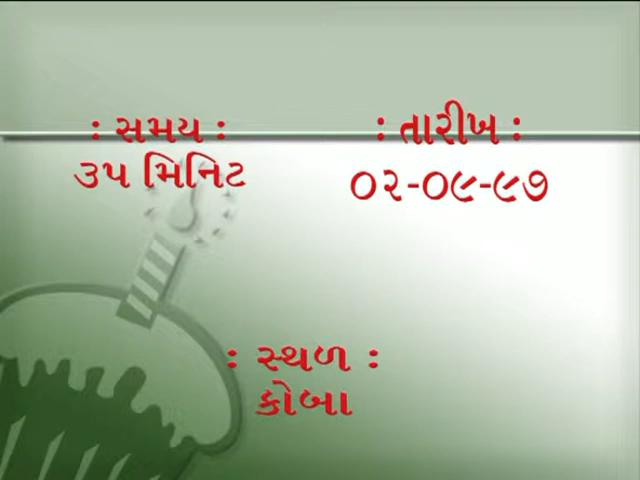 : સમય :
૩૫ મિનિટ
: તારીખ :
૦૨-૦૯-૯૭
: સ્થળ :
કોબા